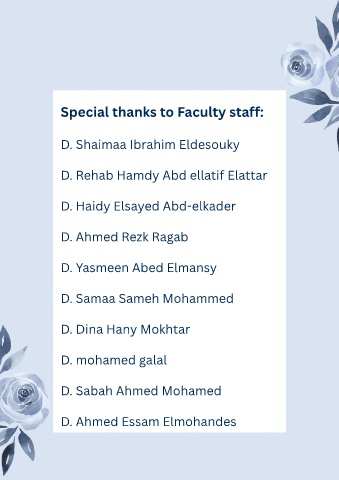 Special thanks to Faculty staff:
D. Shaimaa Ibrahim Eldesouky
D. Rehab Hamdy Abd ellatif Elattar
D. Haidy Elsayed Abd-elkader
D. Ahmed Rezk Ragab
D. Yasmeen Abed Elmansy
D. Samaa Sameh Mohammed
D. Dina Hany Mokhtar
D. mohamed galal
D. Sabah Ahmed Mohamed
D. Ahmed Essam Elmohandes